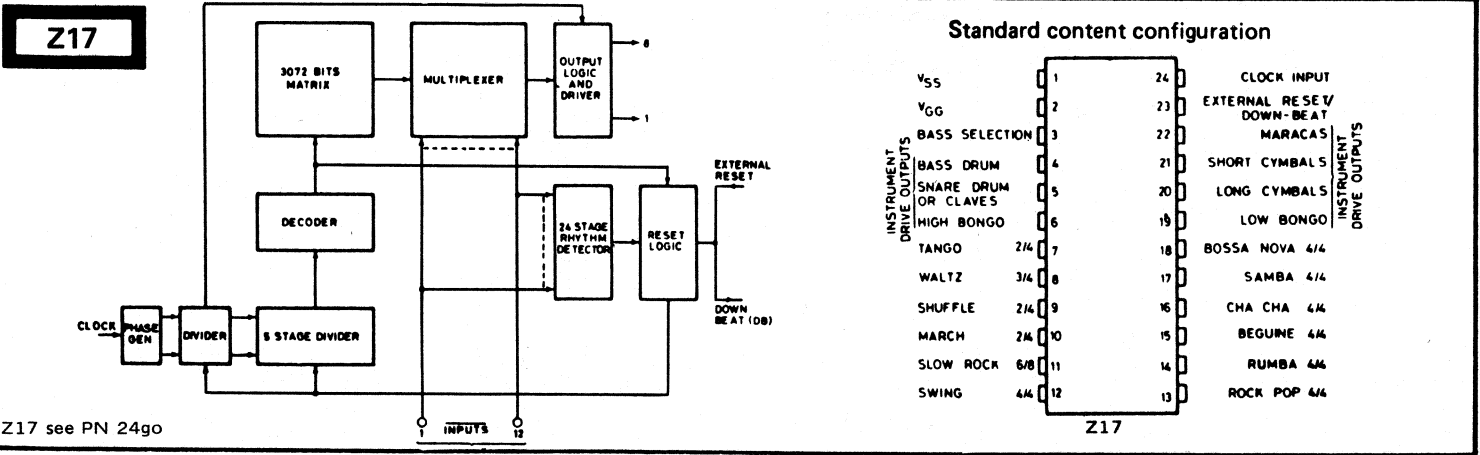 Z17
3072 BITS
MATRIX
MULTIPLEXER
OUTPUT
LOGIC
AND
DRIVER
8
1
DECODER
24 STAGE
RHYTHM
DETECTOR
RESET
LOGIC
EXTERNAL
RESET
DOWN
BEAT (DB)
CLOCK
PHASE
GEN
DIVIDER
5 STAGE DIVIDER
1 INPUTS 12
Z17 see PN 24go
Standard content configuration
VSS 1
VGG 2
BASS SELECTION 3
INSTRUMENT
DRIVE OUTPUTS
BASS DRUM 4
SNARE DRUM
OR CLAVES 5
HIGH BONGO 6
TANGO 2/4 7
WALTZ 3/4 8
SHUFFLE 2/4 9
MARCH 2/4 10
SLOW ROCK 6/8 11
SWING 4/4 12
24 CLOCK INPUT
23 EXTERNAL RESET/
DOWN-BEAT
22 MARACAS
21 SHORT CYMBALS
20 LONG CYMBALS
19 LOW BONGO
INSTRUMENT
DRIVE OUTPUTS
18 BOSSA NOVA 4/4
17 SAMBA 4/4
16 CHA CHA 4/4
15 BEGUINE 4/4
14 RUMBA 4/4
13 ROCK POP 4/4
Z17